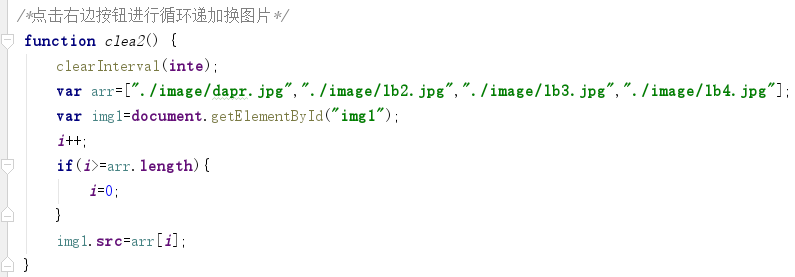 /*点击右边按钮进行循环递加换图片*/
function clea2() {
clearInterval(inte);
var arr=["./image/dapr.jpg","./image/lb2.jpg","./image/lb3.jpg","./image/lb4.jpg"];
var img1=document.getElementById("img1");
i++;
if(i>=arr.length){
i=0;
}
img1.src=arr[i];
}